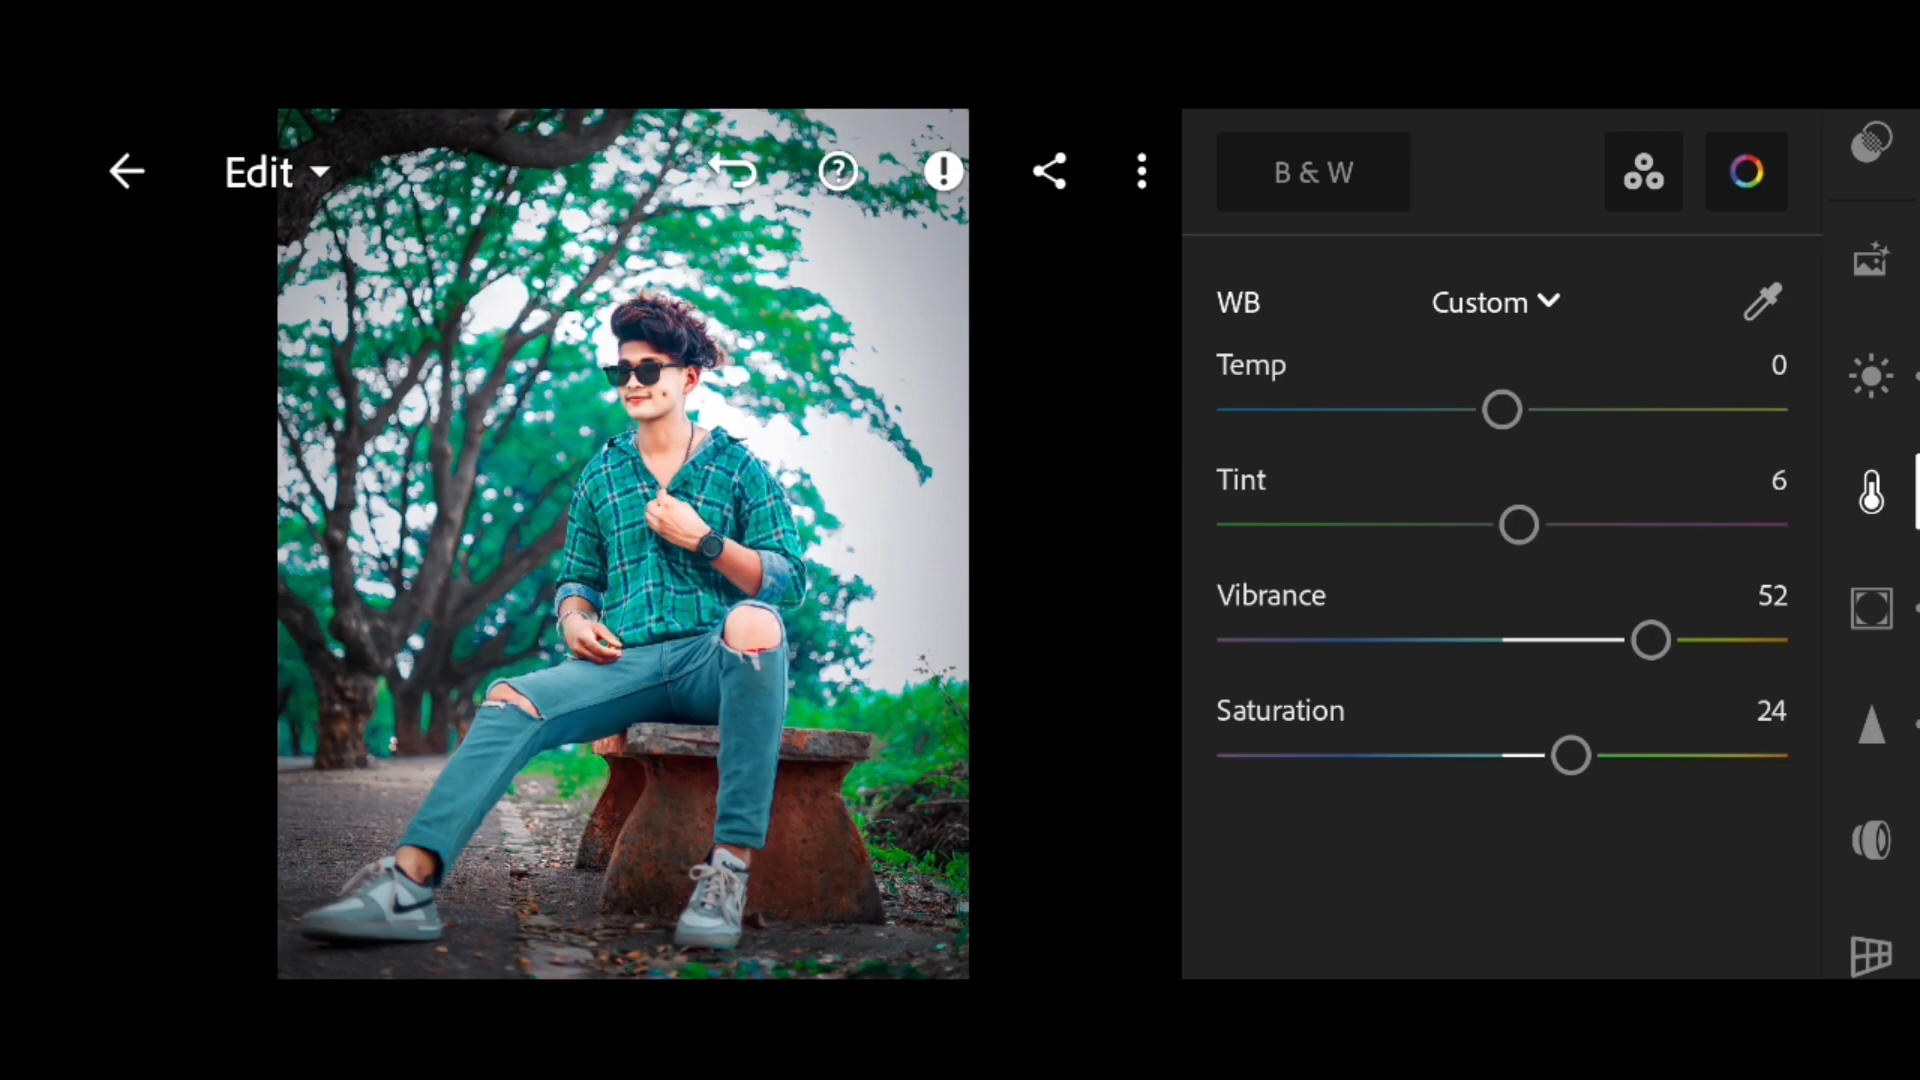 Edit
B & W
WB Custom
Temp 0
Tint 6
Vibrance 52
Saturation 24